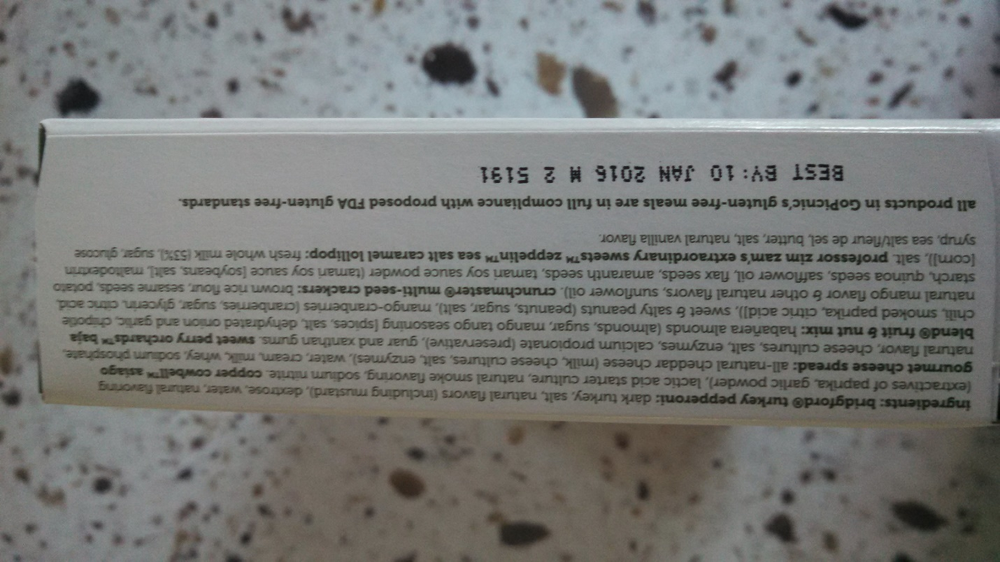 ingredients: bridgford® turkey pepperoni: dark turkey, salt, natural flavors (including mustard), dextrose, water, natural flavoring
(extractives of paprika, garlic powder), lactic acid starter culture, natural smoke flavoring, sodium nitrite. copper cowbell™ asiago
gourmet cheese spread: all-natural cheddar cheese (milk, cheese cultures, salt, enzymes), water, cream, milk, whey, sodium phosphate,
natural flavor, cheese cultures, salt, enzymes, calcium propionate (preservative), guar and xanthan gums. sweet perry orchards™ baja
blend® fruit & nut mix: habañera almonds (almonds, sugar, mango tango seasoning [spices, salt, dehydrated onion and garlic, chipotle
chili, smoked paprika, citric acid]), sweet & salty peanuts (peanuts, sugar, salt), mango-cranberries (cranberries, sugar, glycerin, citric acid,
natural mango flavor & other natural flavors, sunflower oil). crunchmaster® multi-seed crackers: brown rice flour, sesame seeds, potato
starch, quinoa seeds, safflower oil, flax seeds, amaranth seeds, tamari soy sauce powder (tamari soy sauce [soybeans, salt], maltodextrin
[corn]), salt. professor zim zam's extraordinary sweets™ zeppelin™ sea salt caramel lollipop: fresh whole milk (53%), sugar, glucose
syrup, sea salt/fleur de sel, butter, salt, natural vanilla flavor.
all products in GoPicnic's gluten-free meals are in full compliance with proposed FDA gluten-free standards.
BEST BY:10 JAN 2016 M 2 5191